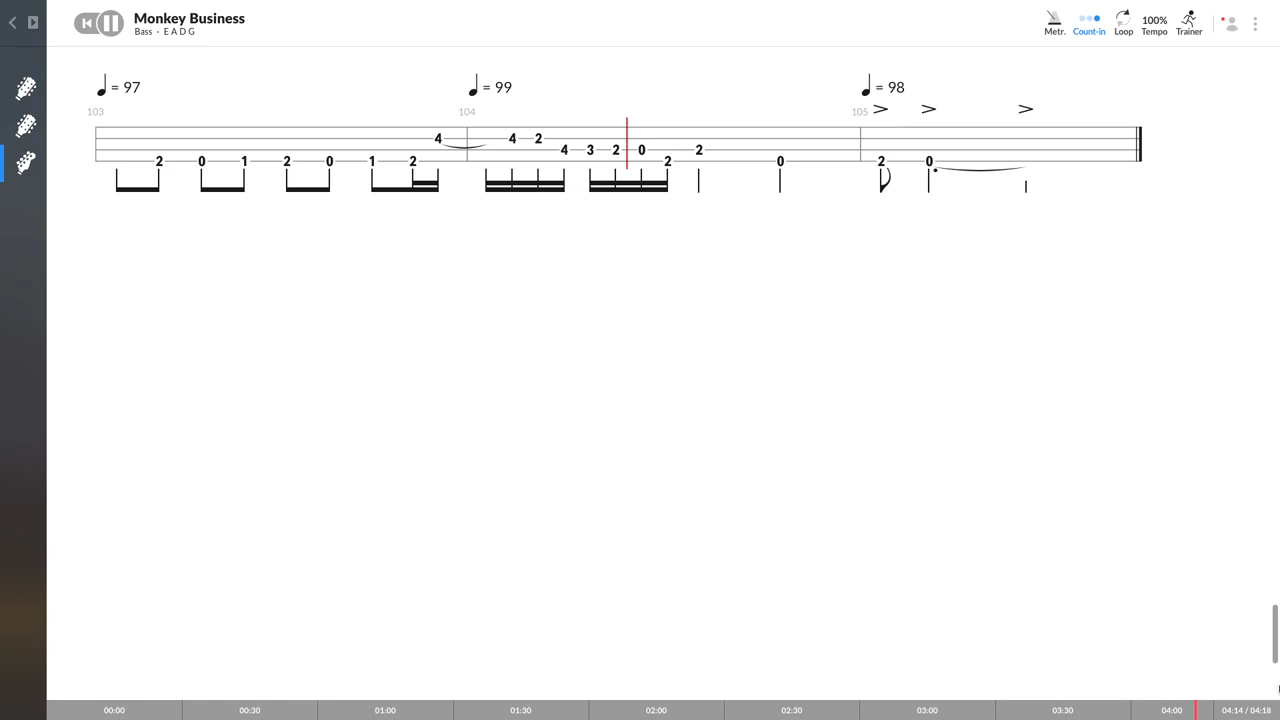 Monkey Business
Bass · E A D G
Metr.
Count-in
Loop
100%
Tempo
Trainer
= 97
= 99
= 98
103
104
105
> > >
4 4 2
4 3 2 0 2
2 0 1 2 0 1 2 2 0 2 0
00:00 00:30 01:00 01:30 02:00 02:30 03:00 03:30 04:00 04:14 / 04:18